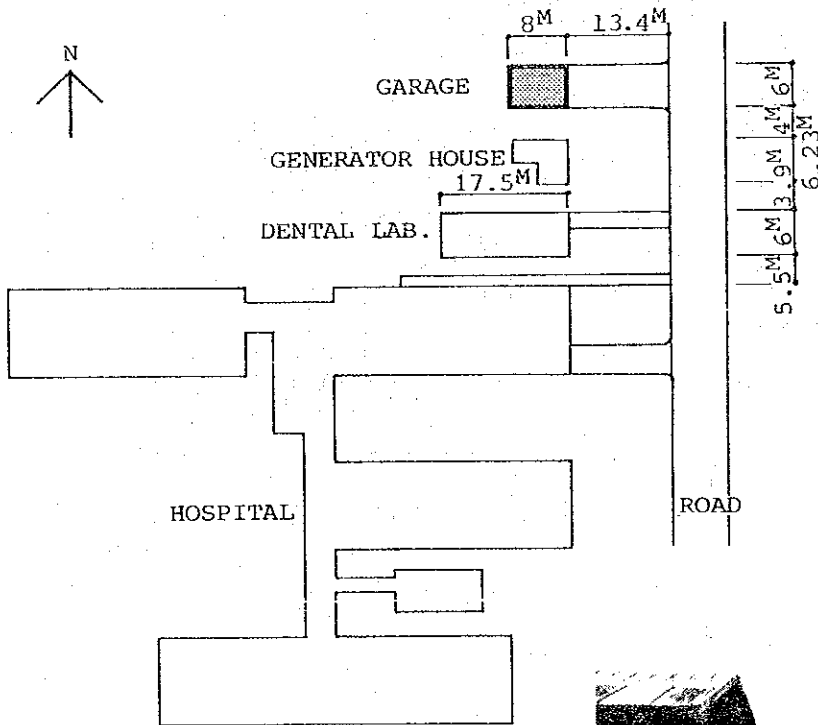 8M 13.4M
N
GARAGE
6M
4M
6.23M
GENERATOR HOUSE
3.9M
17.5M
DENTAL LAB.
6M
5.5M
HOSPITAL
ROAD